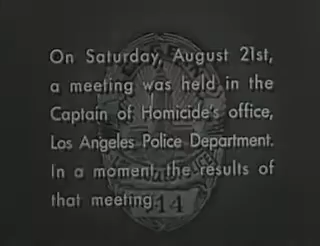 On Saturday, August 21st,
a meeting was held in the
Captain of Homicide's office,
Los Angeles Police Department.
In a moment, the results of
that meeting.
714